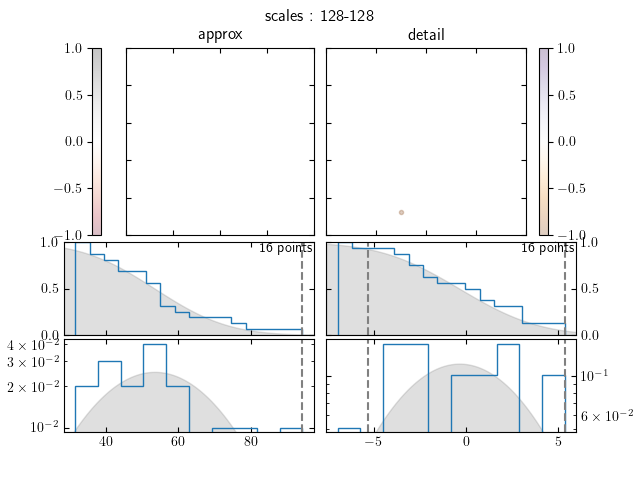 scales : 128-128
approx detail
1.0 1.0
0.5 0.5
0.0 0.0
−0.5 −0.5
−1.0 −1.0
16 points 1.0 16 points 1.0
0.5 0.5
0.0 0.0
4 × 10⁻²
3 × 10⁻²
2 × 10⁻² 10⁻¹
6 × 10⁻²
10⁻²
40 60 80 −5 0 5